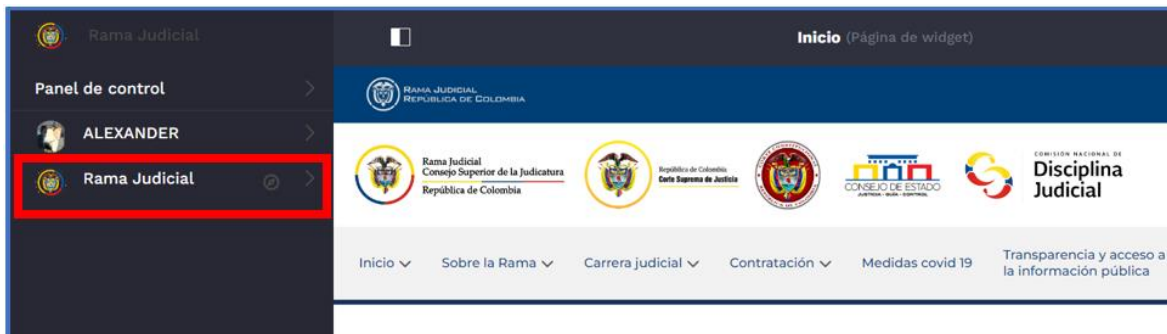 Rama Judicial
Panel de control
ALEXANDER
Rama Judicial
Inicio (Página de widget)
RAMA JUDICIAL
REPÚBLICA DE COLOMBIA
Rama Judicial
Consejo Superior de la Judicatura
República de Colombia
República de Colombia
Corte Suprema de Justicia
CONSEJO DE ESTADO
JUSTICIA - GUÍA - CONTROL
COMISIÓN NACIONAL DE
Disciplina
Judicial
Inicio
Sobre la Rama
Carrera judicial
Contratación
Medidas covid 19
Transparencia y acceso a
la información pública